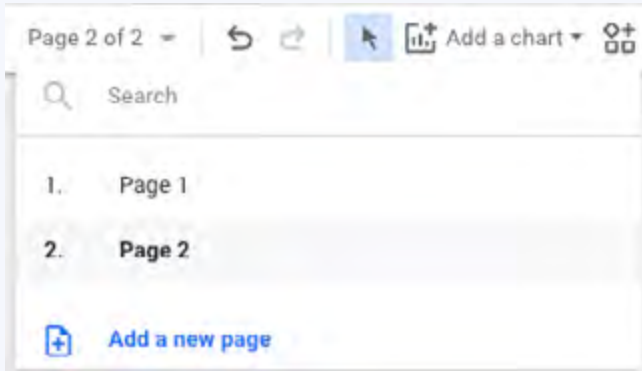 Page 2 of 2 Add a chart
Search
1. Page 1
2. Page 2
Add a new page